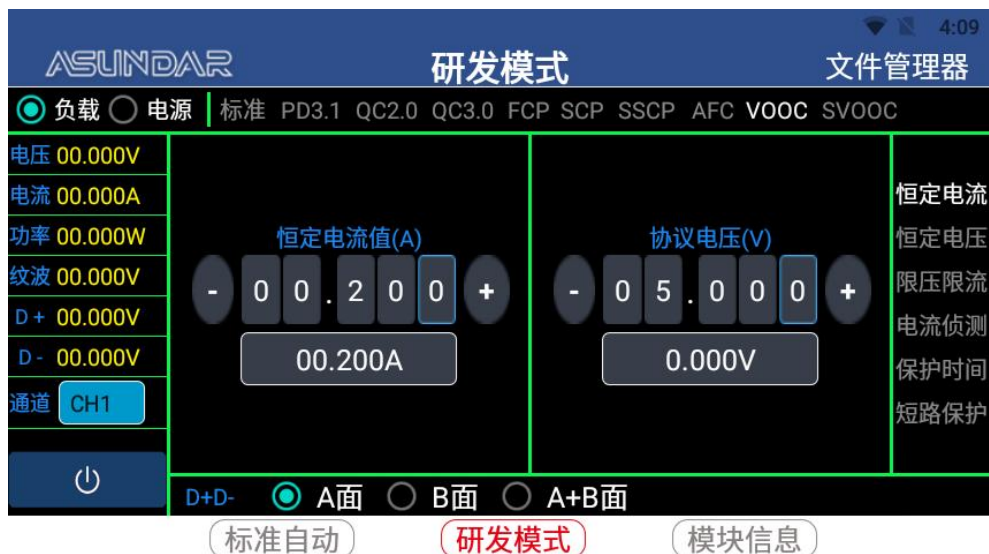 4:09
ASUNDAR 研发模式 文件管理器
负载 电源 标准 PD3.1 QC2.0 QC3.0 FCP SCP SSCP AFC VOOC SVOOC
电压 00.000V
电流 00.000A
功率 00.000W
纹波 00.000V
D+ 00.000V
D- 00.000V
通道 CH1
恒定电流值(A)
- 0 0 . 2 0 0 +
00.200A
协议电压(V)
- 0 5 . 0 0 0 +
0.000V
恒定电流
恒定电压
限压限流
电流侦测
保护时间
短路保护
D+D- A面 B面 A+B面
标准自动 研发模式 模块信息